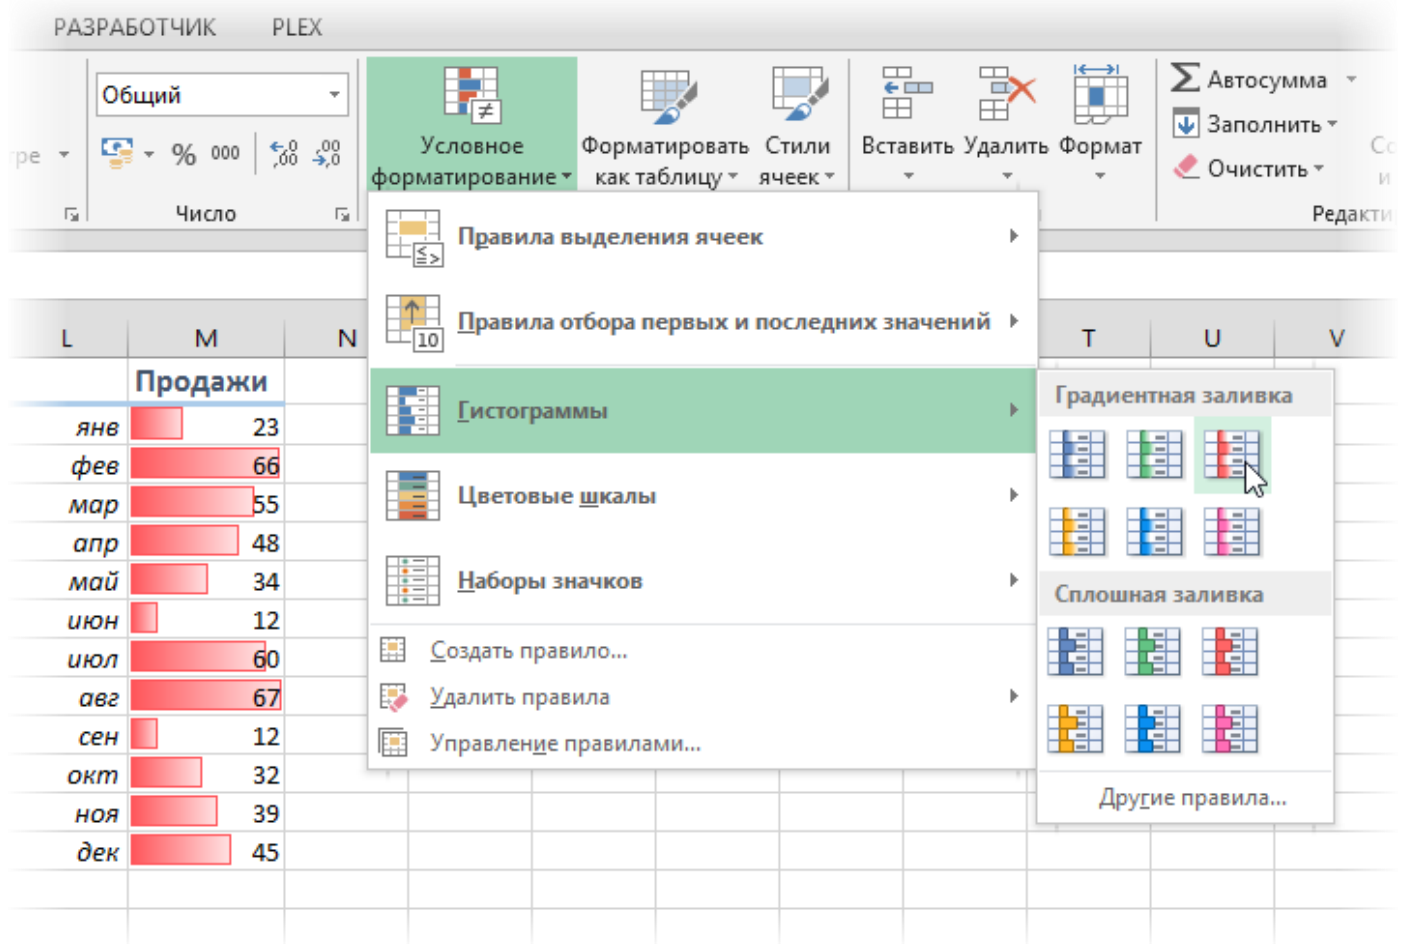 РАЗРАБОТЧИК PLEX
Общий
% 000 ,00 ,0
Число
Условное форматирование
Форматировать как таблицу
Стили ячеек
Вставить Удалить Формат
Автосумма
Заполнить
Очистить
Правила выделения ячеек
Правила отбора первых и последних значений
Гистограммы
Цветовые шкалы
Наборы значков
Создать правило...
Удалить правила
Управление правилами...
Градиентная заливка
Сплошная заливка
Другие правила...
L M N T U V
Продажи
янв 23
фев 66
мар 55
апр 48
май 34
июн 12
июл 60
авг 67
сен 12
окт 32
ноя 39
дек 45